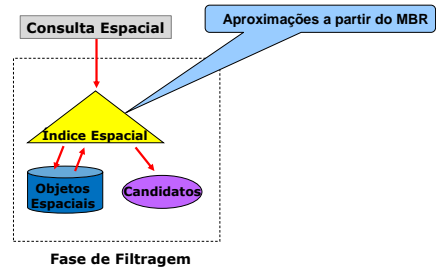 Aproximações a partir do MBR
Consulta Espacial
Índice Espacial
Objetos
Espaciais
Candidatos
Fase de Filtragem